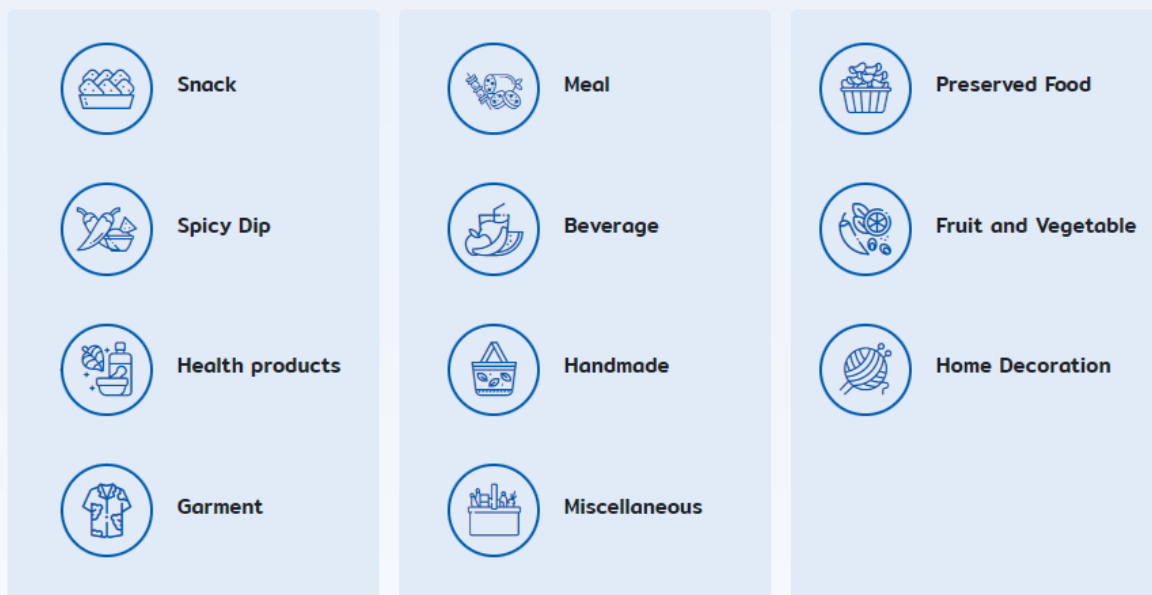 Snack
Meal
Preserved Food
Spicy Dip
Beverage
Fruit and Vegetable
Health products
Handmade
Home Decoration
Garment
Miscellaneous